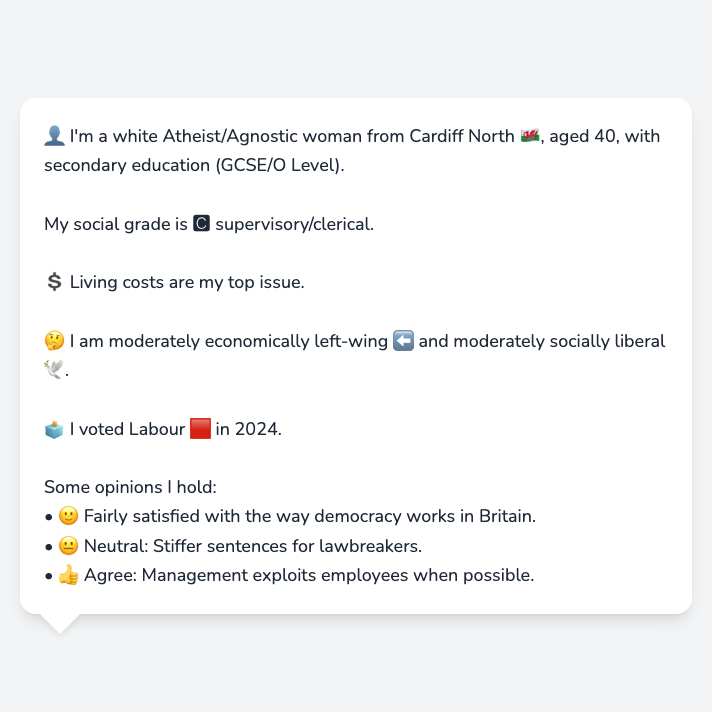 👤 I'm a white Atheist/Agnostic woman from Cardiff North 🏴󠁧󠁢󠁷󠁬󠁳󠁿, aged 40, with
secondary education (GCSE/O Level).
My social grade is 🅲 supervisory/clerical.
💲 Living costs are my top issue.
🤔 I am moderately economically left-wing ⬅️ and moderately socially liberal
🕊️.
🗳️ I voted Labour 🟥 in 2024.
Some opinions I hold:
• 🙂 Fairly satisfied with the way democracy works in Britain.
• 😐 Neutral: Stiffer sentences for lawbreakers.
• 👍 Agree: Management exploits employees when possible.